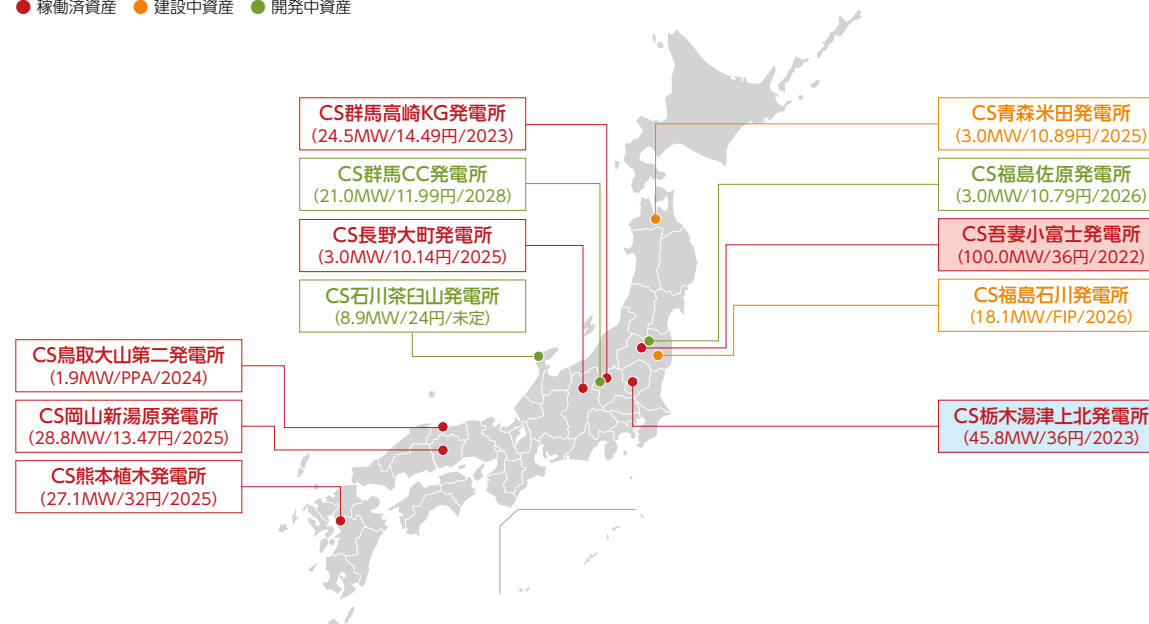 ● 稼働済資産 ● 建設中資産 ● 開発中資産
CS群馬高崎KG発電所
(24.5MW/14.49円/2023)
CS群馬CC発電所
(21.0MW/11.99円/2028)
CS長野大町発電所
(3.0MW/10.14円/2025)
CS石川茶臼山発電所
(8.9MW/24円/未定)
CS鳥取大山第二発電所
(1.9MW/PPA/2024)
CS岡山新湯原発電所
(28.8MW/13.47円/2025)
CS熊本植木発電所
(27.1MW/32円/2025)
CS青森米田発電所
(3.0MW/10.89円/2025)
CS福島佐原発電所
(3.0MW/10.79円/2026)
CS吾妻小富士発電所
(100.0MW/36円/2022)
CS福島石川発電所
(18.1MW/FIP/2026)
CS栃木湯津上北発電所
(45.8MW/36円/2023)